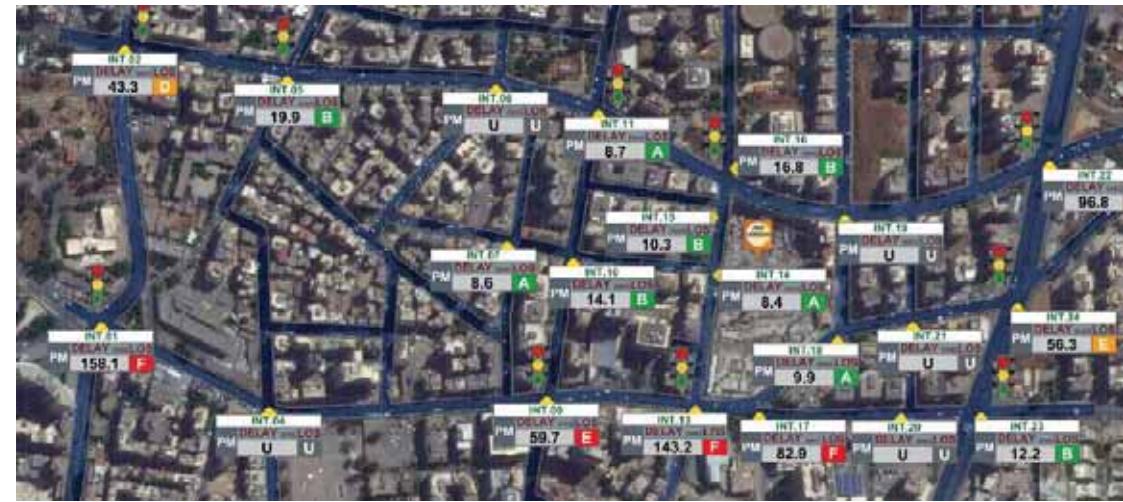 INT.02
DELAY LOS
PM 43.3 D
INT.05
DELAY LOS
PM 19.9 B
INT.06
DELAY LOS
PM U U
INT.11
DELAY LOS
PM 8.7 A
INT.16
DELAY LOS
PM 16.8 B
INT.22
DELAY LOS
PM 96.8
INT.15
DELAY LOS
PM 10.3 B
INT.19
DELAY LOS
PM U U
INT.07
DELAY LOS
PM 8.6 A
INT.10
DELAY LOS
PM 14.1 B
INT.14
DELAY LOS
PM 8.4 A
INT.01
DELAY LOS
PM 158.1 F
INT.24
DELAY LOS
PM 56.3 E
INT.21
DELAY LOS
PM U U
INT.18
DELAY LOS
PM 9.9 A
INT.04
DELAY LOS
PM U U
INT.09
DELAY LOS
PM 59.7 E
INT.13
DELAY LOS
PM 143.2 F
INT.17
DELAY LOS
PM 82.9 F
INT.20
DELAY LOS
PM U U
INT.23
DELAY LOS
PM 12.2 B